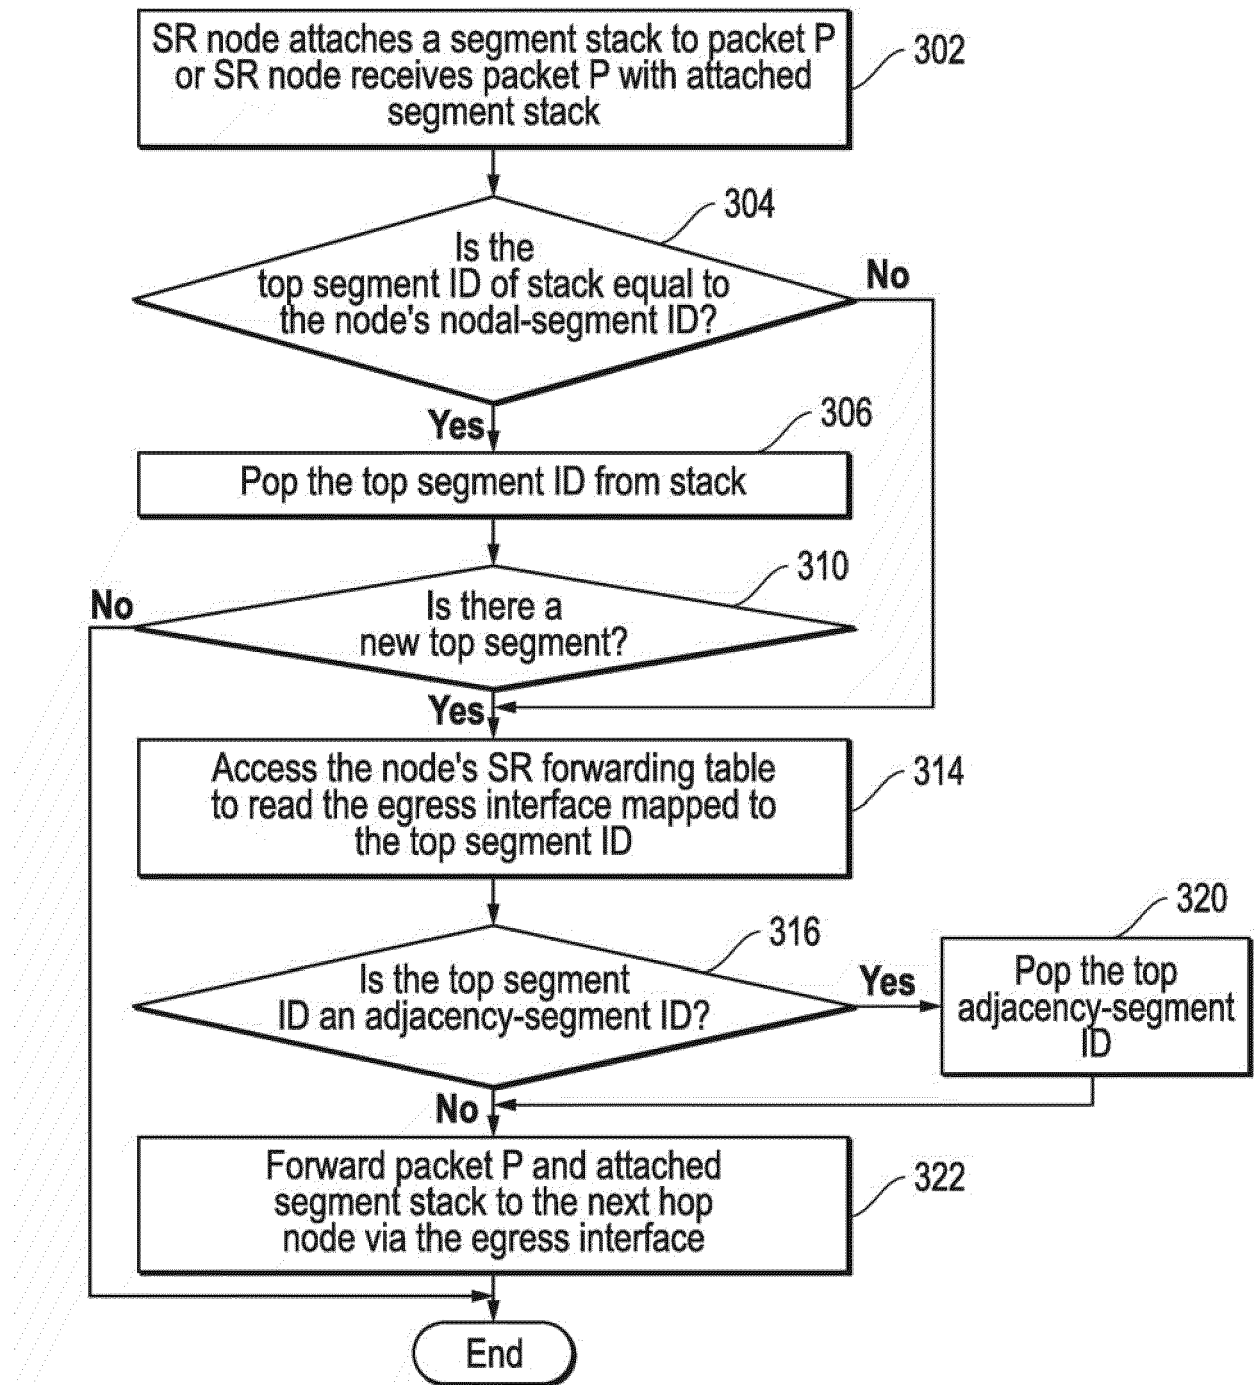 SR node attaches a segment stack to packet P
or SR node receives packet P with attached
segment stack
302
304
Is the
top segment ID of stack equal to
the node's nodal-segment ID?
No
Yes
306
Pop the top segment ID from stack
310
No
Is there a
new top segment?
Yes
Access the node's SR forwarding table
to read the egress interface mapped to
the top segment ID
314
316
Is the top segment
ID an adjacency-segment ID?
Yes
320
Pop the top
adjacency-segment
ID
No
Forward packet P and attached
segment stack to the next hop
node via the egress interface
322
End